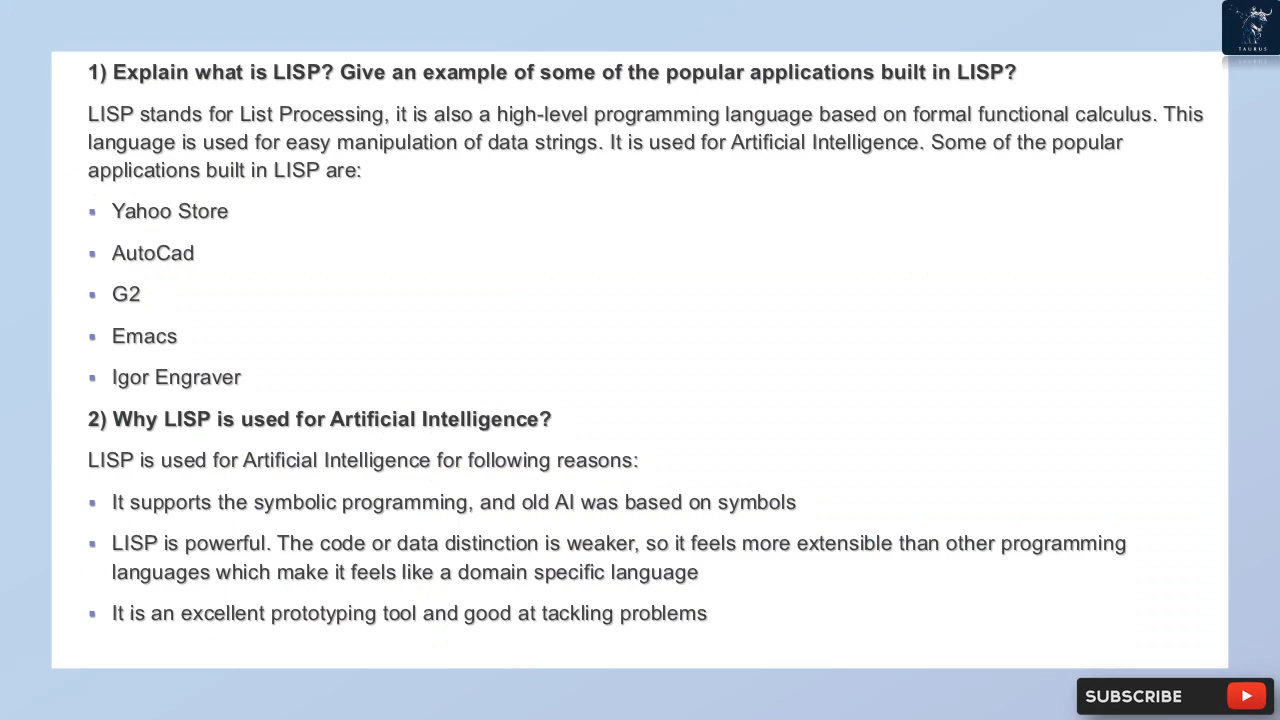 TAURUS
1) Explain what is LISP? Give an example of some of the popular applications built in LISP?
LISP stands for List Processing, it is also a high-level programming language based on formal functional calculus. This
language is used for easy manipulation of data strings. It is used for Artificial Intelligence. Some of the popular
applications built in LISP are:
▪ Yahoo Store
▪ AutoCad
▪ G2
▪ Emacs
▪ Igor Engraver
2) Why LISP is used for Artificial Intelligence?
LISP is used for Artificial Intelligence for following reasons:
▪ It supports the symbolic programming, and old AI was based on symbols
▪ LISP is powerful. The code or data distinction is weaker, so it feels more extensible than other programming
languages which make it feels like a domain specific language
▪ It is an excellent prototyping tool and good at tackling problems
SUBSCRIBE